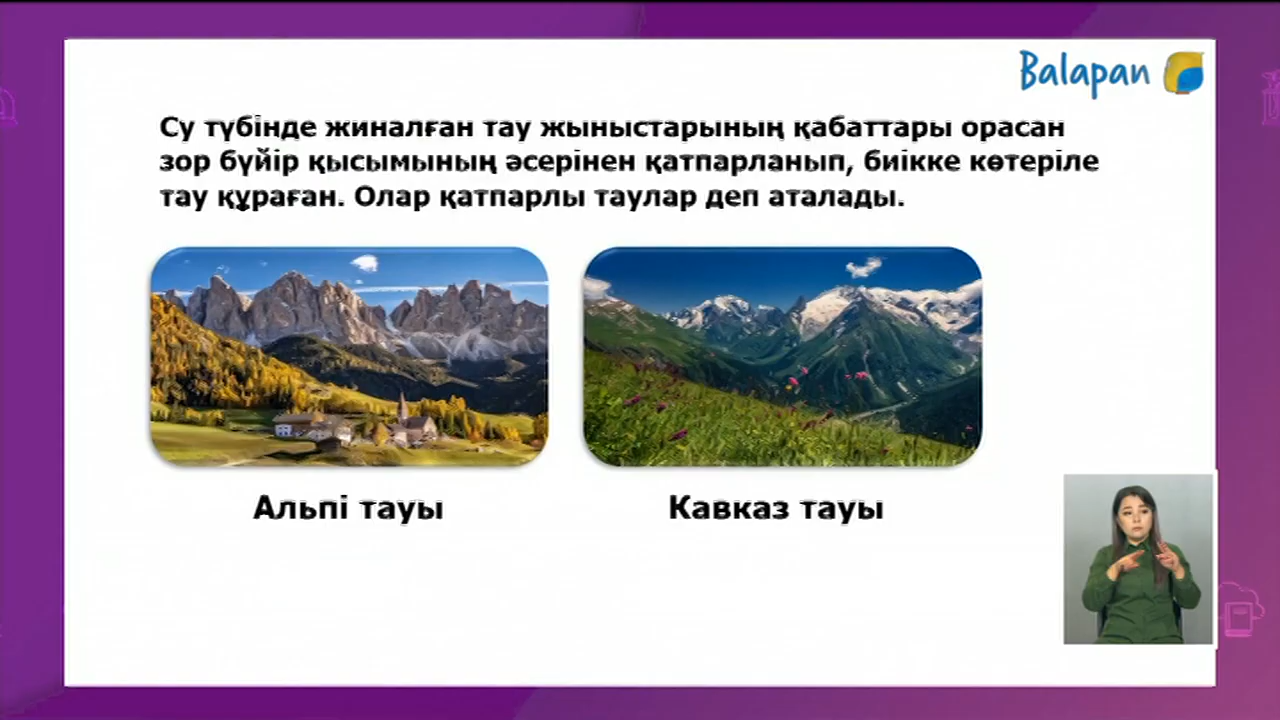 Balapan
Су түбінде жиналған тау жыныстарының қабаттары орасан
зор бүйір қысымының әсерінен қатпарланып, биікке көтеріле
тау құраған. Олар қатпарлы таулар деп аталады.
Альпі тауы
Кавказ тауы